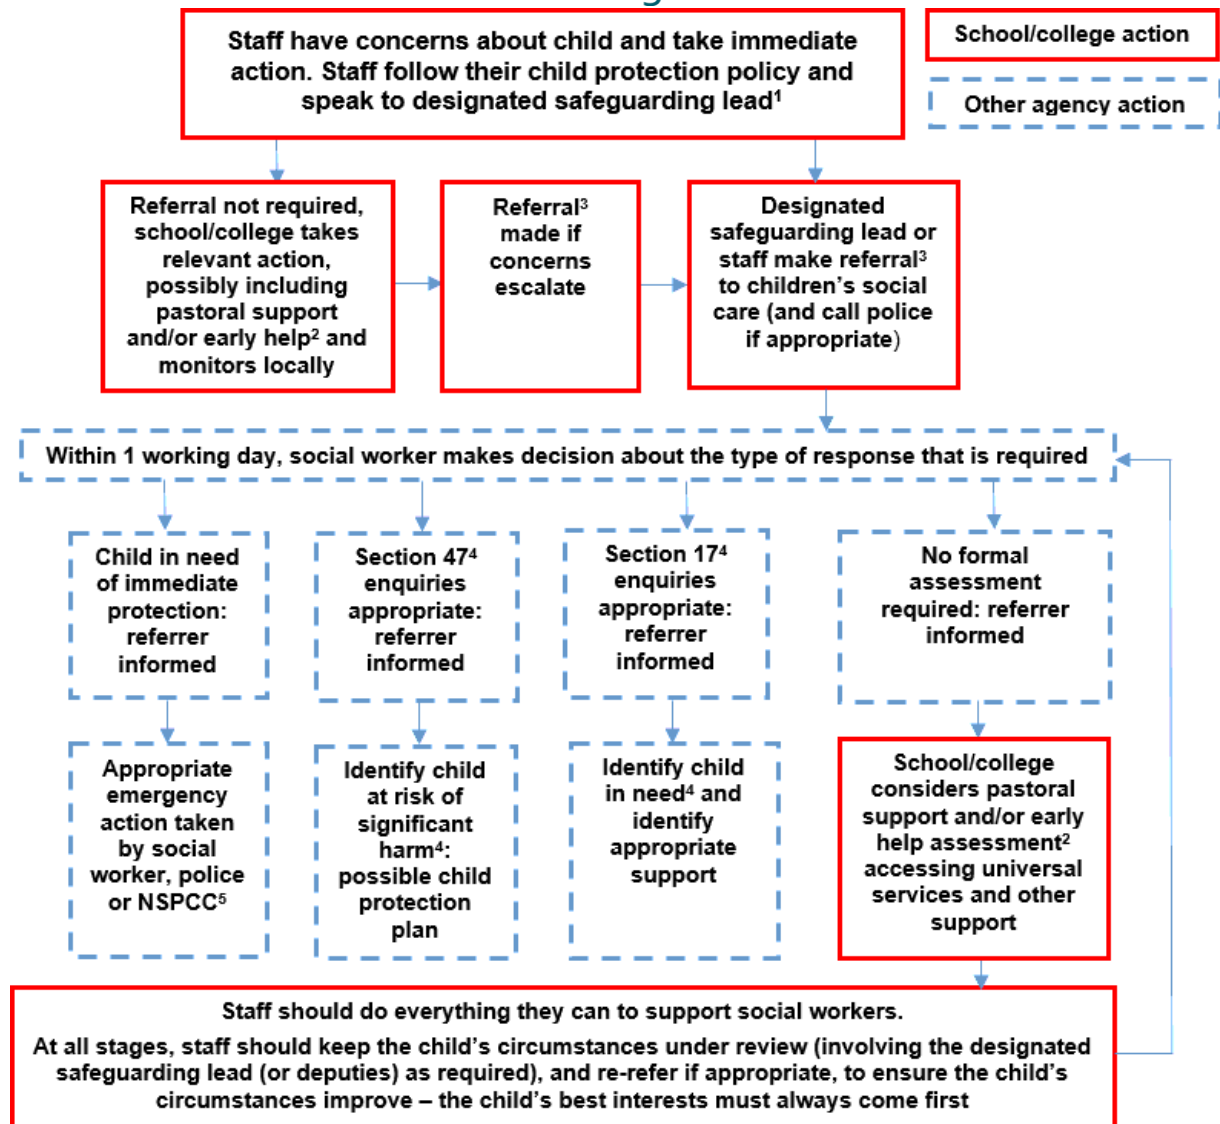 Staff have concerns about child and take immediate
action. Staff follow their child protection policy and
speak to designated safeguarding lead¹
School/college action
Other agency action
Referral not required,
school/college takes
relevant action,
possibly including
pastoral support
and/or early help² and
monitors locally
Referral³
made if
concerns
escalate
Designated
safeguarding lead or
staff make referral³
to children’s social
care (and call police
if appropriate)
Within 1 working day, social worker makes decision about the type of response that is required
Child in need
of immediate
protection:
referrer
informed
Section 47⁴
enquiries
appropriate:
referrer
informed
Section 17⁴
enquiries
appropriate:
referrer
informed
No formal
assessment
required: referrer
informed
Appropriate
emergency
action taken
by social
worker, police
or NSPCC⁵
Identify child
at risk of
significant
harm⁴:
possible child
protection
plan
Identify child
in need⁴ and
identify
appropriate
support
School/college
considers pastoral
support and/or early
help assessment²
accessing universal
services and other
support
Staff should do everything they can to support social workers.
At all stages, staff should keep the child’s circumstances under review (involving the designated
safeguarding lead (or deputies) as required), and re-refer if appropriate, to ensure the child’s
circumstances improve – the child’s best interests must always come first